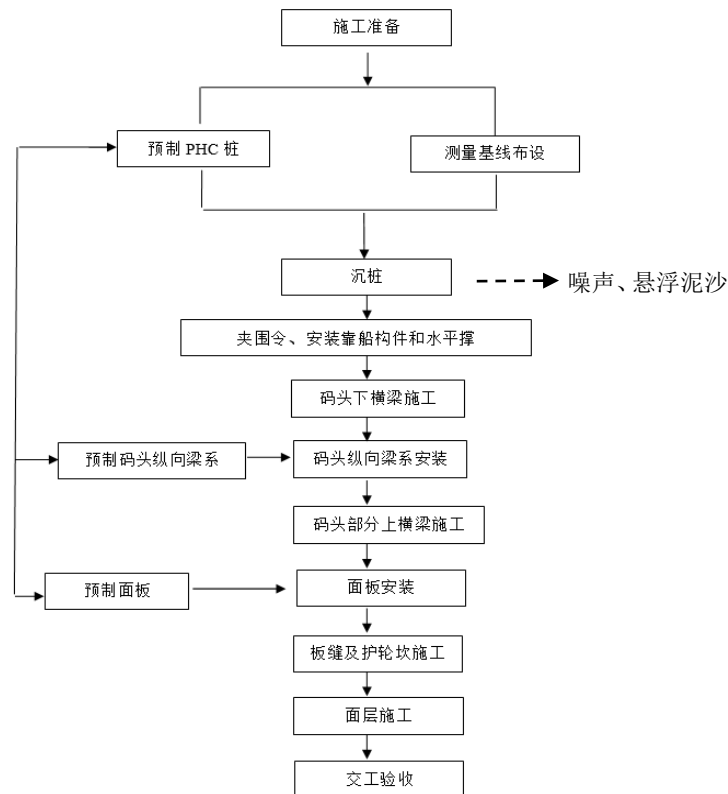 施工准备
预制 PHC 桩
测量基线布设
沉桩
噪声、悬浮泥沙
夹围令、安装靠船构件和水平撑
码头下横梁施工
预制码头纵向梁系
码头纵向梁系安装
码头部分上横梁施工
预制面板
面板安装
板缝及护轮坎施工
面层施工
交工验收